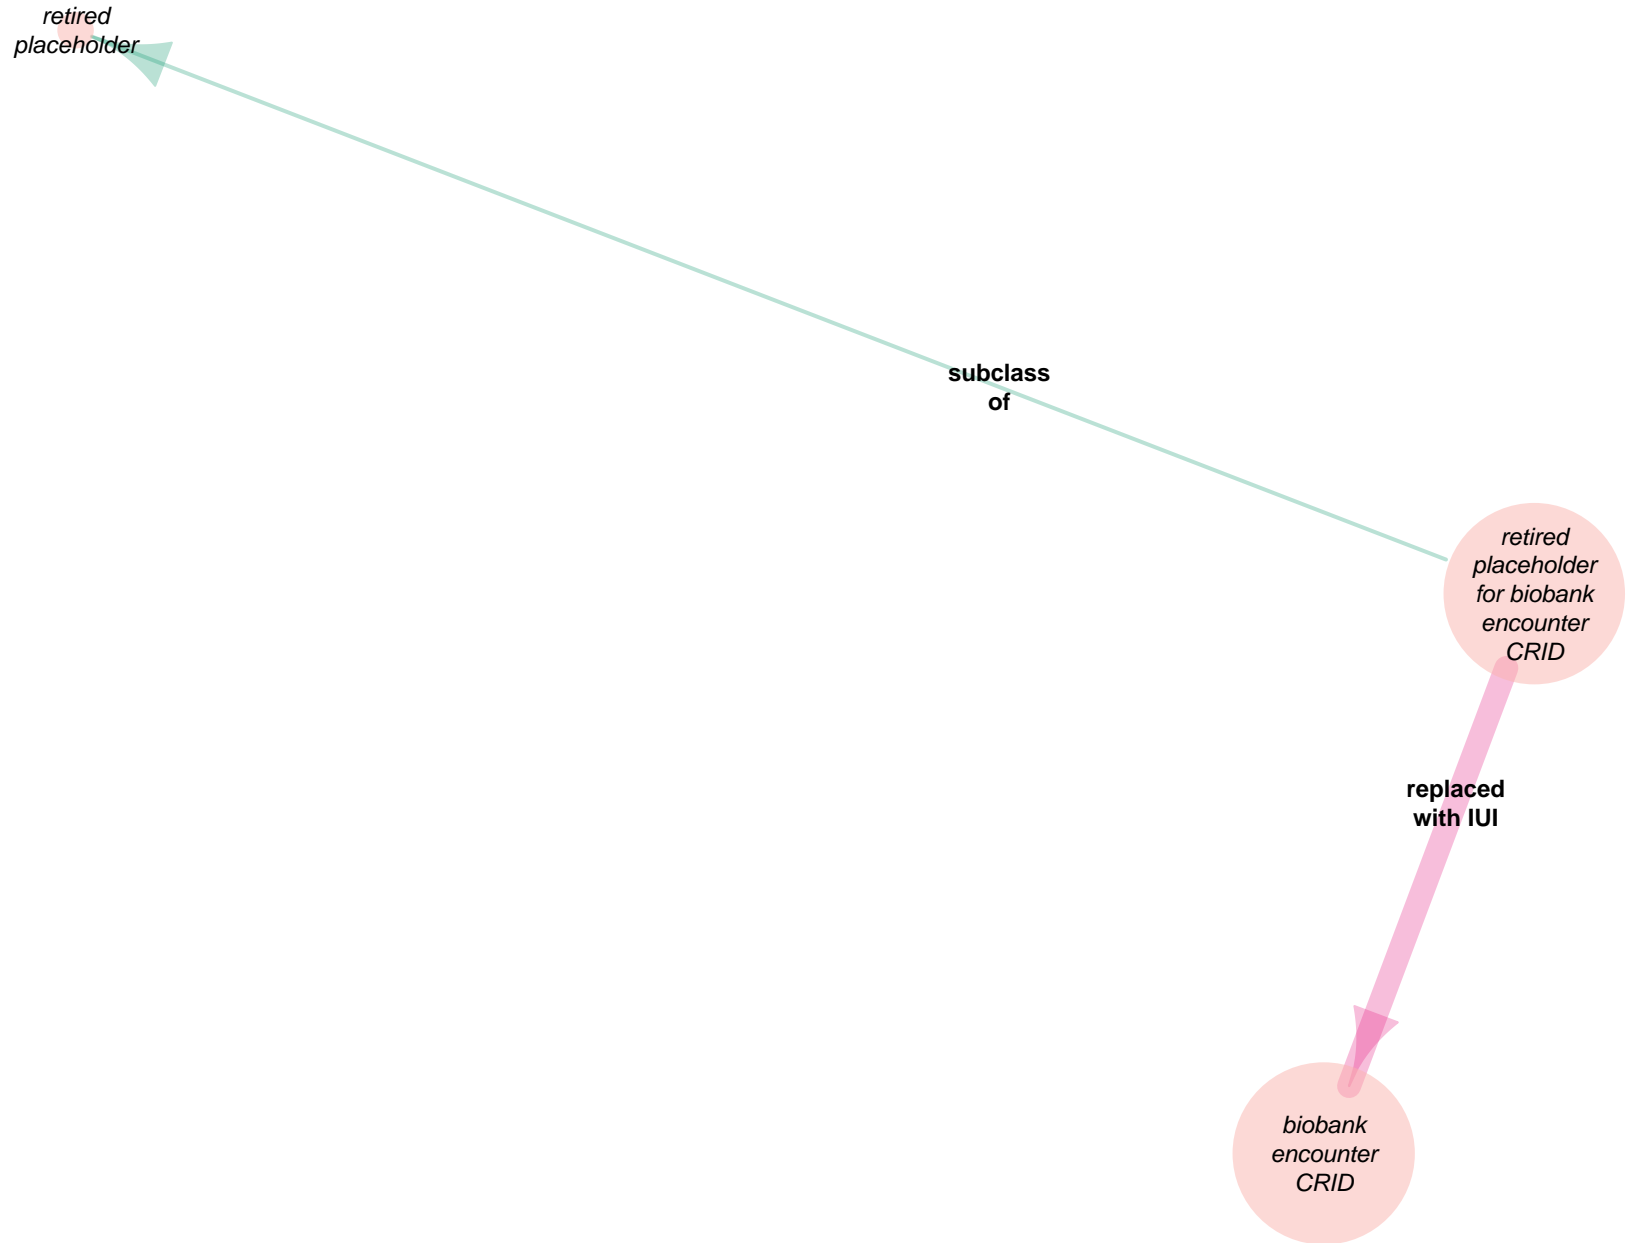 retired
placeholder
subclass
of
retired
placeholder
for biobank
encounter
CRID
replaced
with IUI
biobank
encounter
CRID